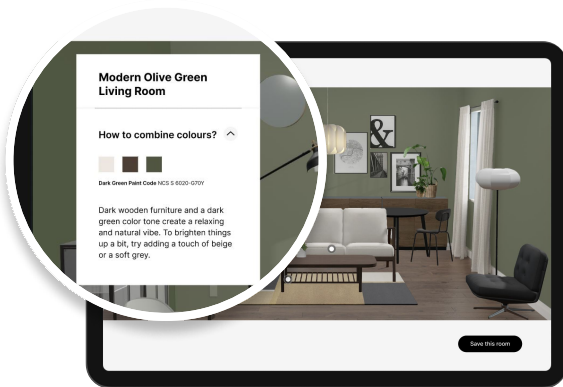 Modern Olive Green
Living Room
How to combine colours?
Dark Green Paint Code NCS S 6020-G70Y
Dark wooden furniture and a dark
green color tone create a relaxing
and natural vibe. To brighten things
up a bit, try adding a touch of beige
or a soft grey.
&
Save this room